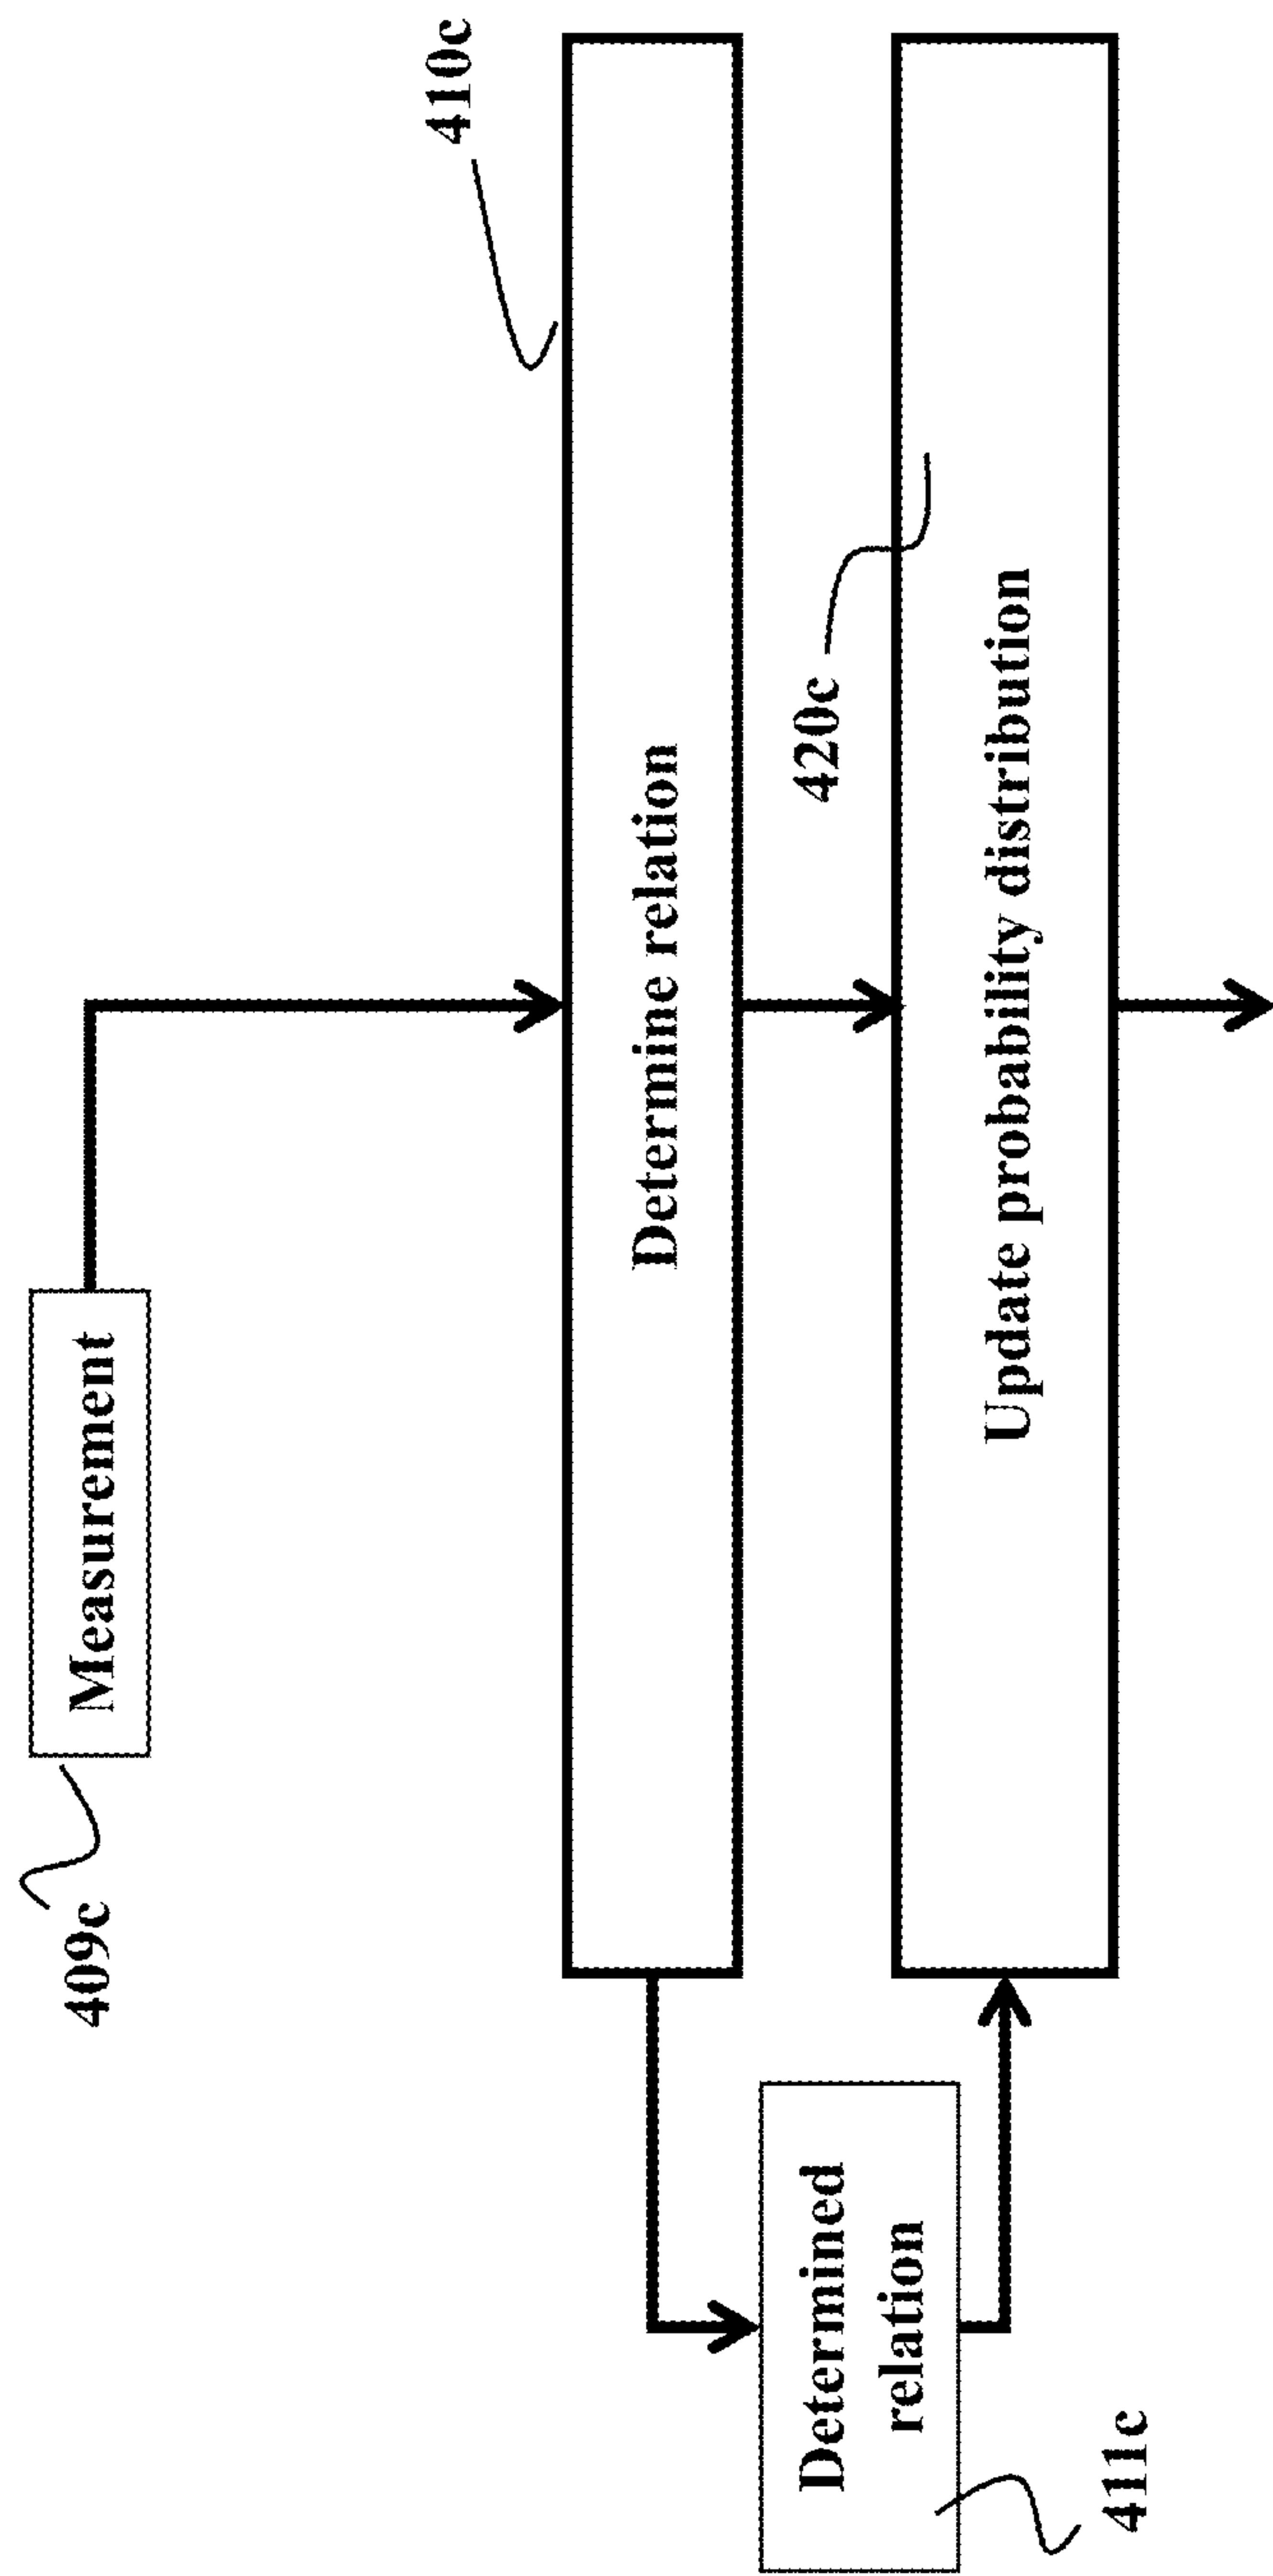 409c
Measurement
410c
Determine relation
420c
Determined
relation
411c
Update probability distribution